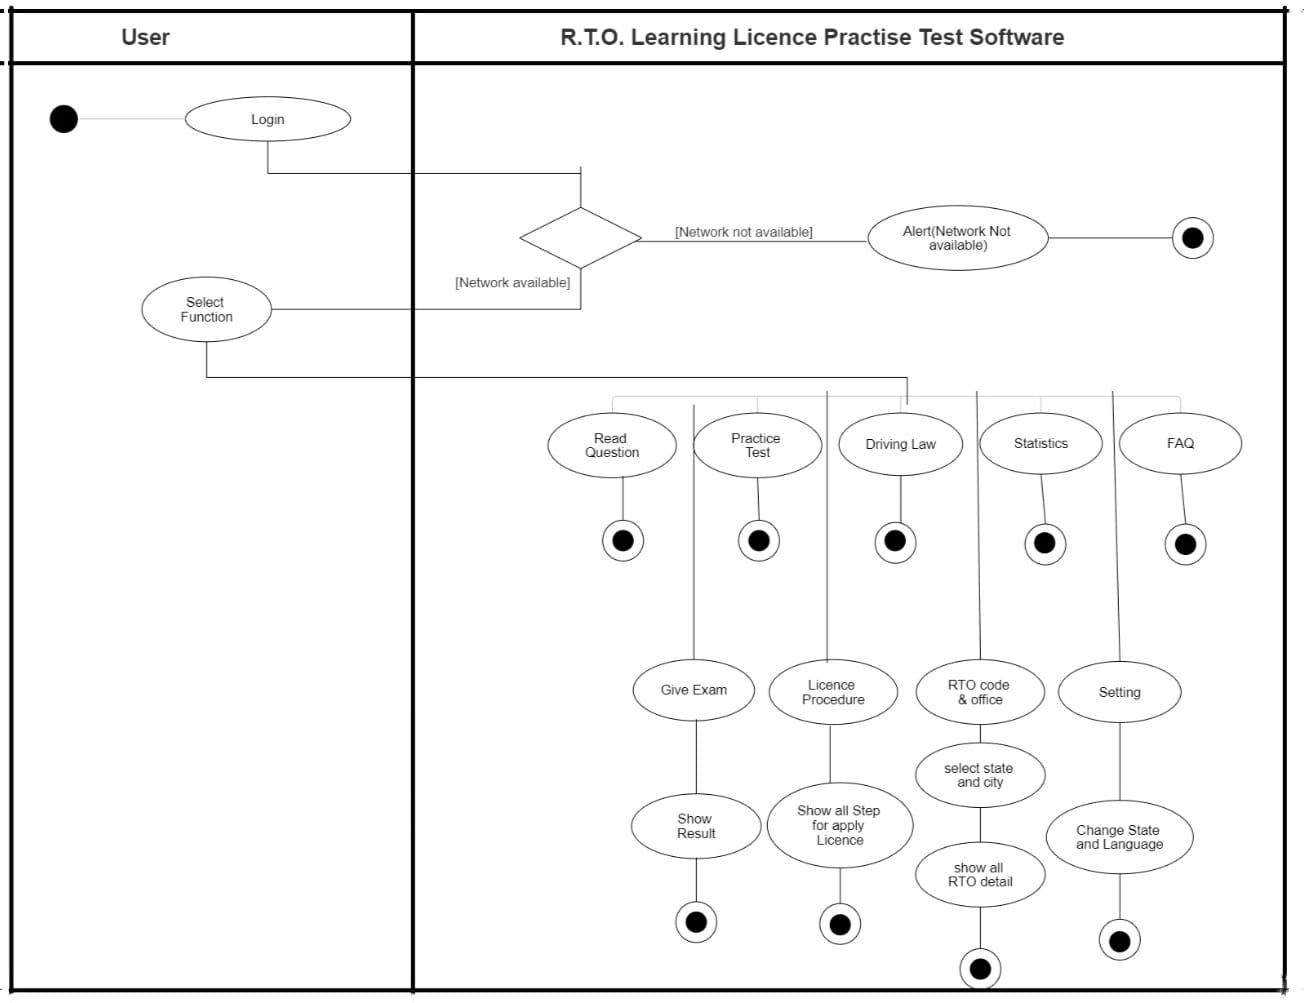 User
R.T.O. Learning Licence Practise Test Software
Login
[Network not available]
Alert(Network Not
available)
[Network available]
Select
Function
Read
Question
Practice
Test
Driving Law
Statistics
FAQ
Give Exam
Licence
Procedure
RTO code
& office
Setting
select state
and city
Show
Result
Show all Step
for apply
Licence
Change State
and Language
show all
RTO detail